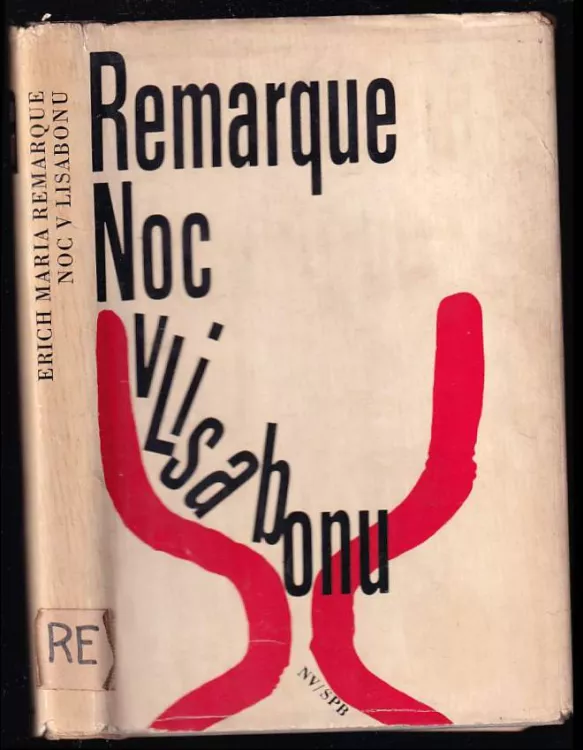 ERICH MARIA REMARQUE
NOC V LISABONU
RE
Remarque
Noc
v Lisabonu
NV/SPB